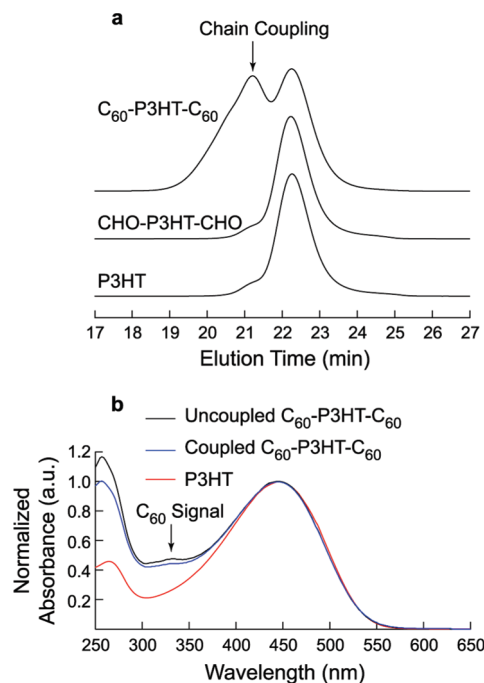 a
Chain Coupling
C60-P3HT-C60
CHO-P3HT-CHO
P3HT
17 18 19 20 21 22 23 24 25 26 27
Elution Time (min)
b
Uncoupled C60-P3HT-C60
Coupled C60-P3HT-C60
P3HT
C60 Signal
Normalized
Absorbance (a.u.)
1.2
1.0
0.8
0.6
0.4
0.2
250 300 350 400 450 500 550 600 650
Wavelength (nm)